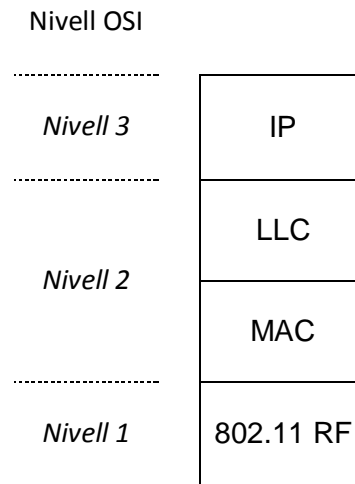 Nivell OSI
Nivell 3
IP
LLC
Nivell 2
MAC
Nivell 1
802.11 RF